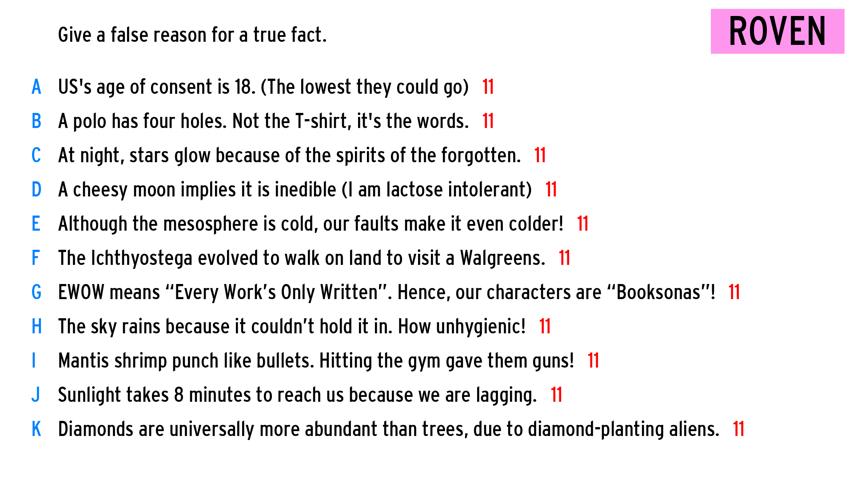 Give a false reason for a true fact.
ROVEN
A US's age of consent is 18. (The lowest they could go) 11
B A polo has four holes. Not the T-shirt, it's the words. 11
C At night, stars glow because of the spirits of the forgotten. 11
D A cheesy moon implies it is inedible (I am lactose intolerant) 11
E Although the mesosphere is cold, our faults make it even colder! 11
F The Ichthyostega evolved to walk on land to visit a Walgreens. 11
G EWOW means “Every Work’s Only Written”. Hence, our characters are “Booksonas”! 11
H The sky rains because it couldn’t hold it in. How unhygienic! 11
I Mantis shrimp punch like bullets. Hitting the gym gave them guns! 11
J Sunlight takes 8 minutes to reach us because we are lagging. 11
K Diamonds are universally more abundant than trees, due to diamond-planting aliens. 11